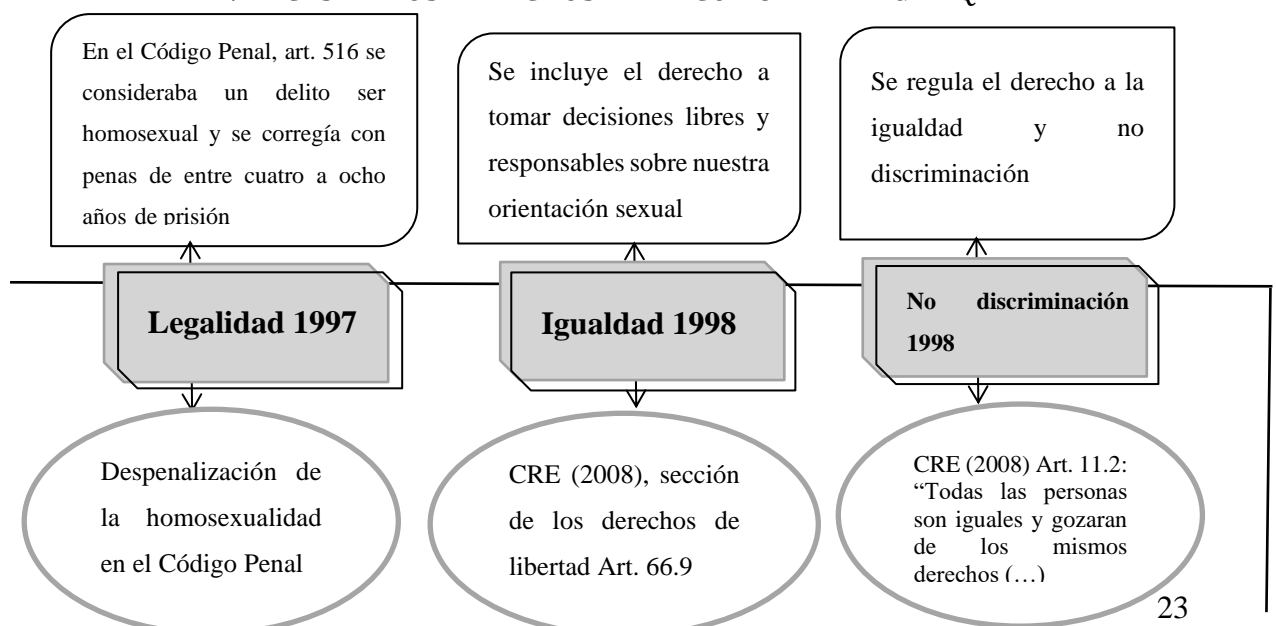 En el Código Penal, art. 516 se
consideraba un delito ser
homosexual y se corregía con
penas de entre cuatro a ocho
años de prisión
Se incluye el derecho a
tomar decisiones libres y
responsables sobre nuestra
orientación sexual
Se regula el derecho a la
igualdad y no
discriminación
Legalidad 1997
Igualdad 1998
No discriminación
1998
Despenalización de
la homosexualidad
en el Código Penal
CRE (2008), sección
de los derechos de
libertad Art. 66.9
CRE (2008) Art. 11.2:
“Todas las personas
son iguales y gozaran
de los mismos
derechos (…)
23